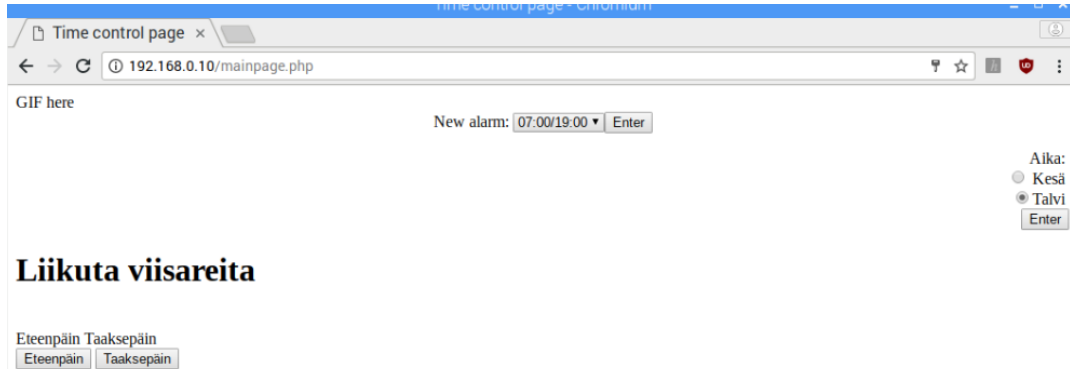 Time control page - Chromium
Time control page ×
192.168.0.10/mainpage.php
GIF here
New alarm: 07:00/19:00 Enter
Aika:
Kesä
Talvi
Enter
Liikuta viisareita
Eteenpäin Taaksepäin
Eteenpäin Taaksepäin